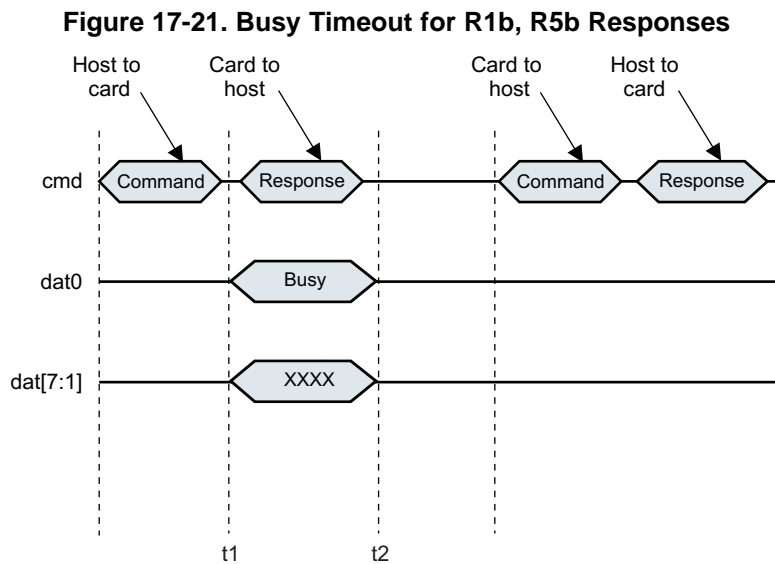 Figure 17-21. Busy Timeout for R1b, R5b Responses
Host to
card
Card to
host
Card to
host
Host to
card
cmd
Command
Response
Command
Response
dat0
Busy
dat[7:1]
XXXX
t1
t2